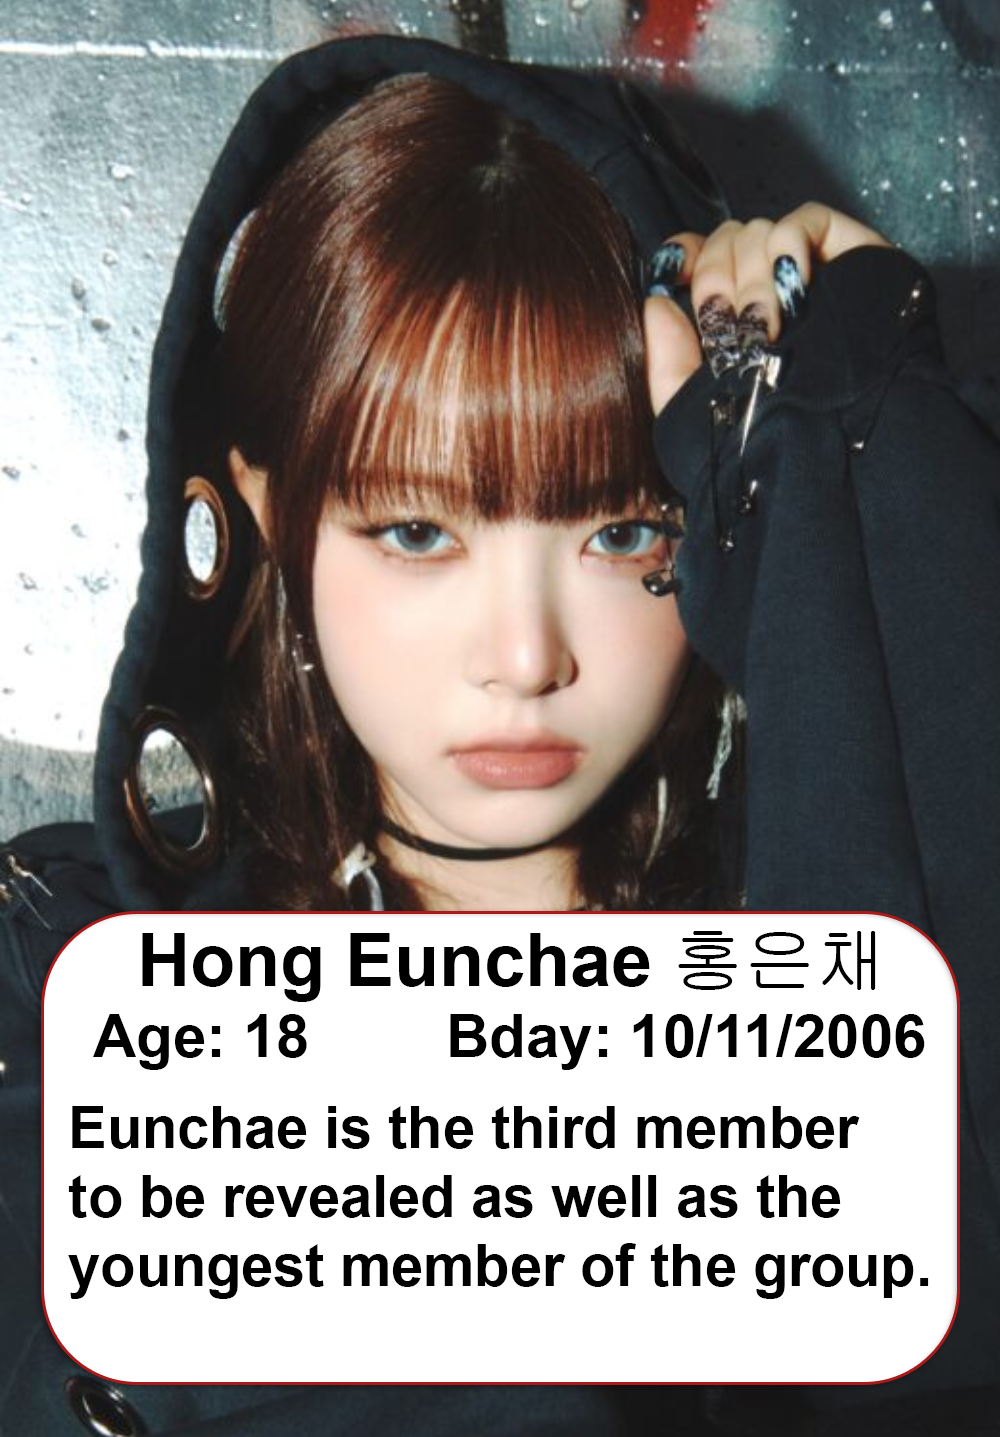 Hong Eunchae 홍은채
Age: 18 Bday: 10/11/2006
Eunchae is the third member
to be revealed as well as the
youngest member of the group.